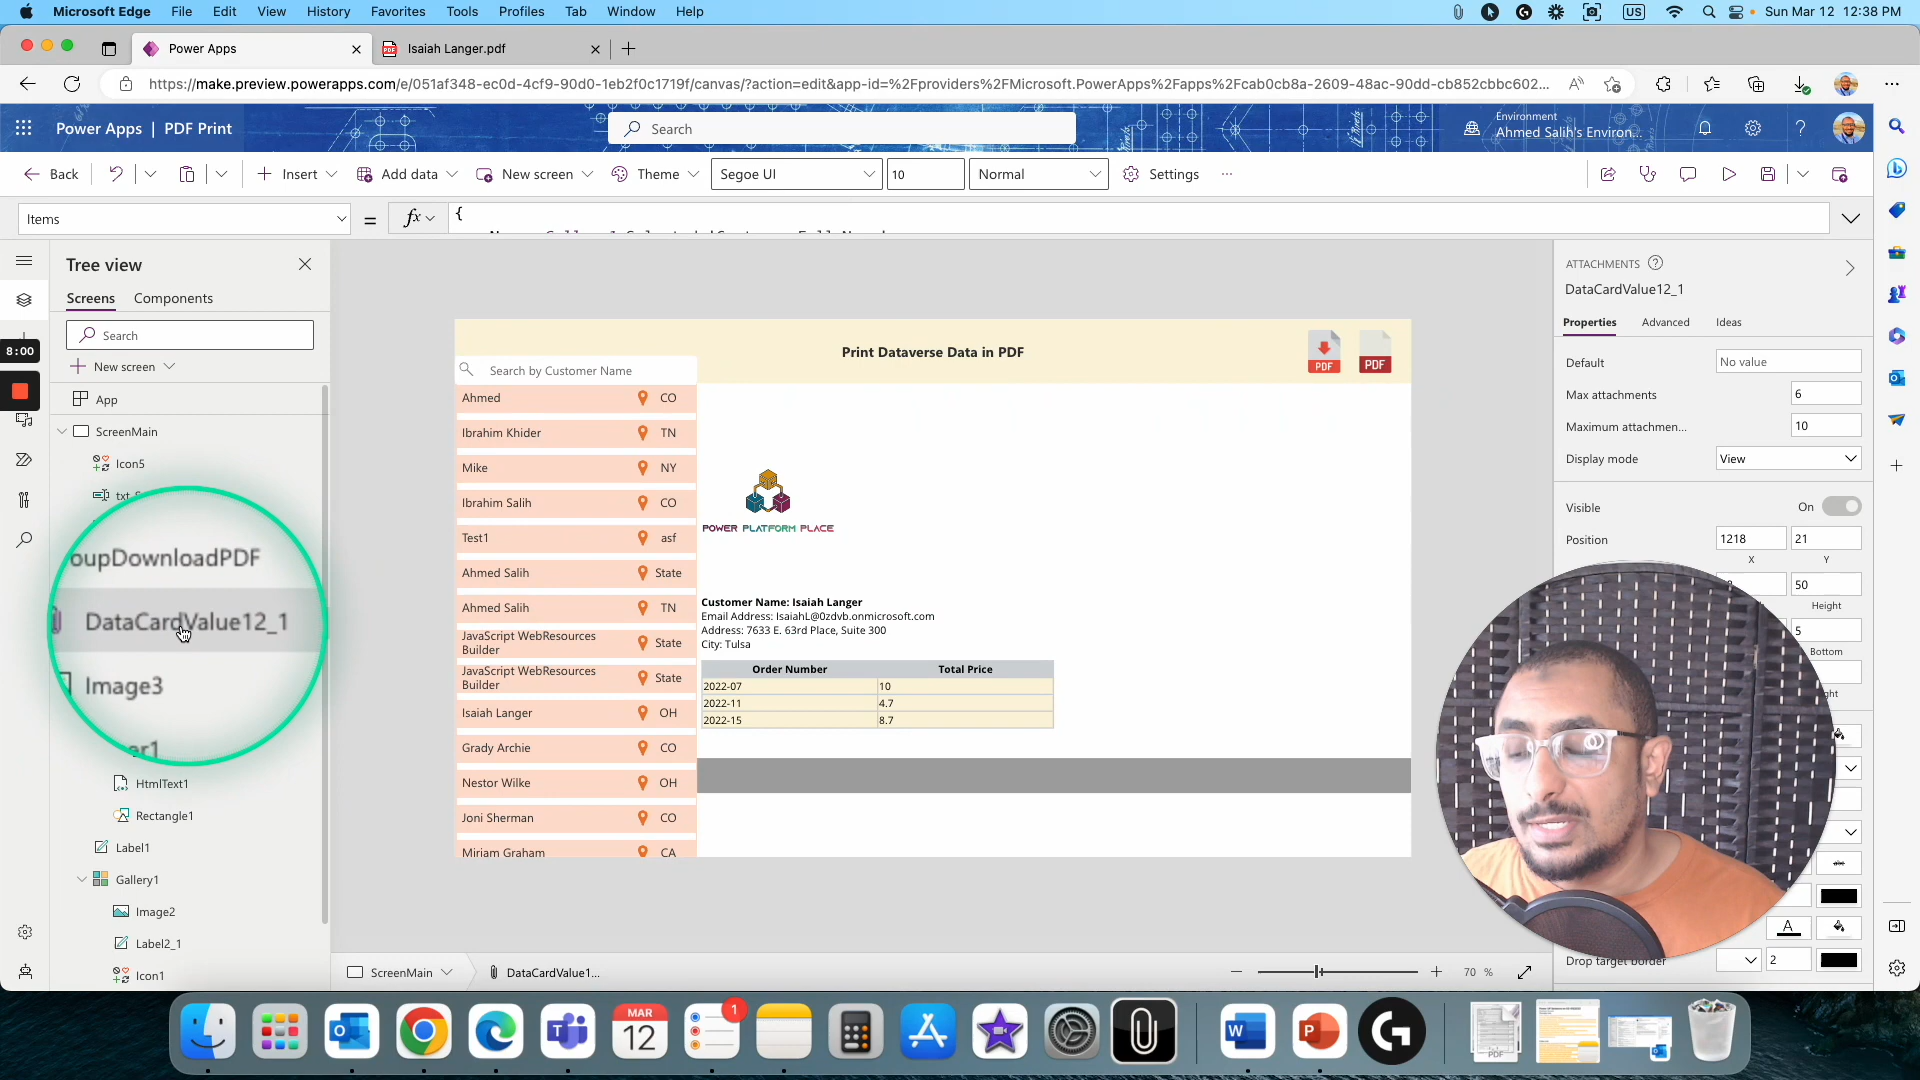 Microsoft Edge File Edit View History Favorites Tools Profiles Tab Window Help
US Sun Mar 12 12:38 PM
Power Apps
Isaiah Langer.pdf
https://make.preview.powerapps.com/e/051af348-ec0d-4cf9-90d0-1eb2f0c1719f/canvas/?action=edit&app-id=%2Fproviders%2FMicrosoft.PowerApps%2Fapps%2Fcab0cb8a-2609-48ac-90dd-cb852cbbc602...
Power Apps | PDF Print
Search
Environment
Ahmed Salih's Environ...
Back Insert Add data New screen Theme Segoe UI 10 Normal Settings ...
Items = fx {
Tree view
Screens Components
Search
New screen
8:00
App
ScreenMain
Icon5
oupDownloadPDF
DataCardValue12_1
Image3
HtmlText1
Rectangle1
Label1
Gallery1
Image2
Label2_1
Icon1
Print Dataverse Data in PDF
PDF PDF
Search by Customer Name
Ahmed CO
Ibrahim Khider TN
Mike NY
Ibrahim Salih CO
Test1 asf
Ahmed Salih State
Ahmed Salih TN
JavaScript WebResources Builder State
JavaScript WebResources Builder State
Isaiah Langer OH
Grady Archie CO
Nestor Wilke OH
Joni Sherman CO
Miriam Graham CA
POWER PLATFORM PLACE
Customer Name: Isaiah Langer
Email Address: IsaiahL@0zdvb.onmicrosoft.com
Address: 7633 E. 63rd Place, Suite 300
City: Tulsa
Order Number Total Price
2022-07 10
2022-11 4.7
2022-15 8.7
ATTACHMENTS
DataCardValue12_1
Properties Advanced Ideas
Default No value
Max attachments 6
Maximum attachmen... 10
Display mode View
Visible On
Position 1218 21
X Y
50
Height
5
Bottom
Drop target border 2
ScreenMain DataCardValue1...
70 %
MAR
12
1
PDF